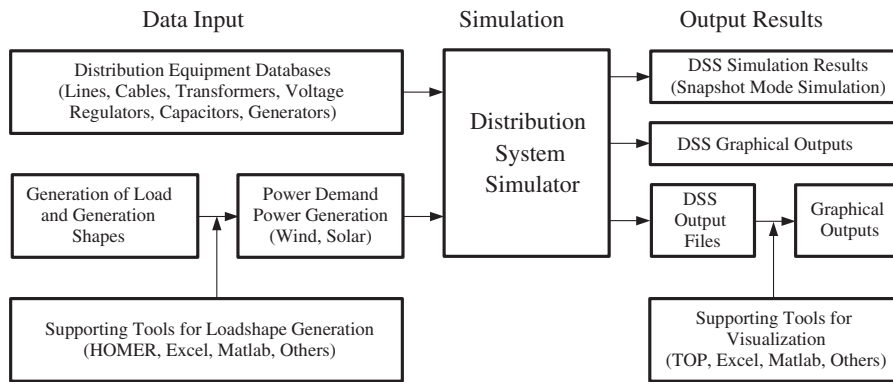 Data Input
Simulation
Output Results
Distribution Equipment Databases
(Lines, Cables, Transformers, Voltage
Regulators, Capacitors, Generators)
Generation of Load
and Generation
Shapes
Power Demand
Power Generation
(Wind, Solar)
Supporting Tools for Loadshape Generation
(HOMER, Excel, Matlab, Others)
Distribution
System
Simulator
DSS Simulation Results
(Snapshot Mode Simulation)
DSS Graphical Outputs
DSS
Output
Files
Graphical
Outputs
Supporting Tools for
Visualization
(TOP, Excel, Matlab, Others)